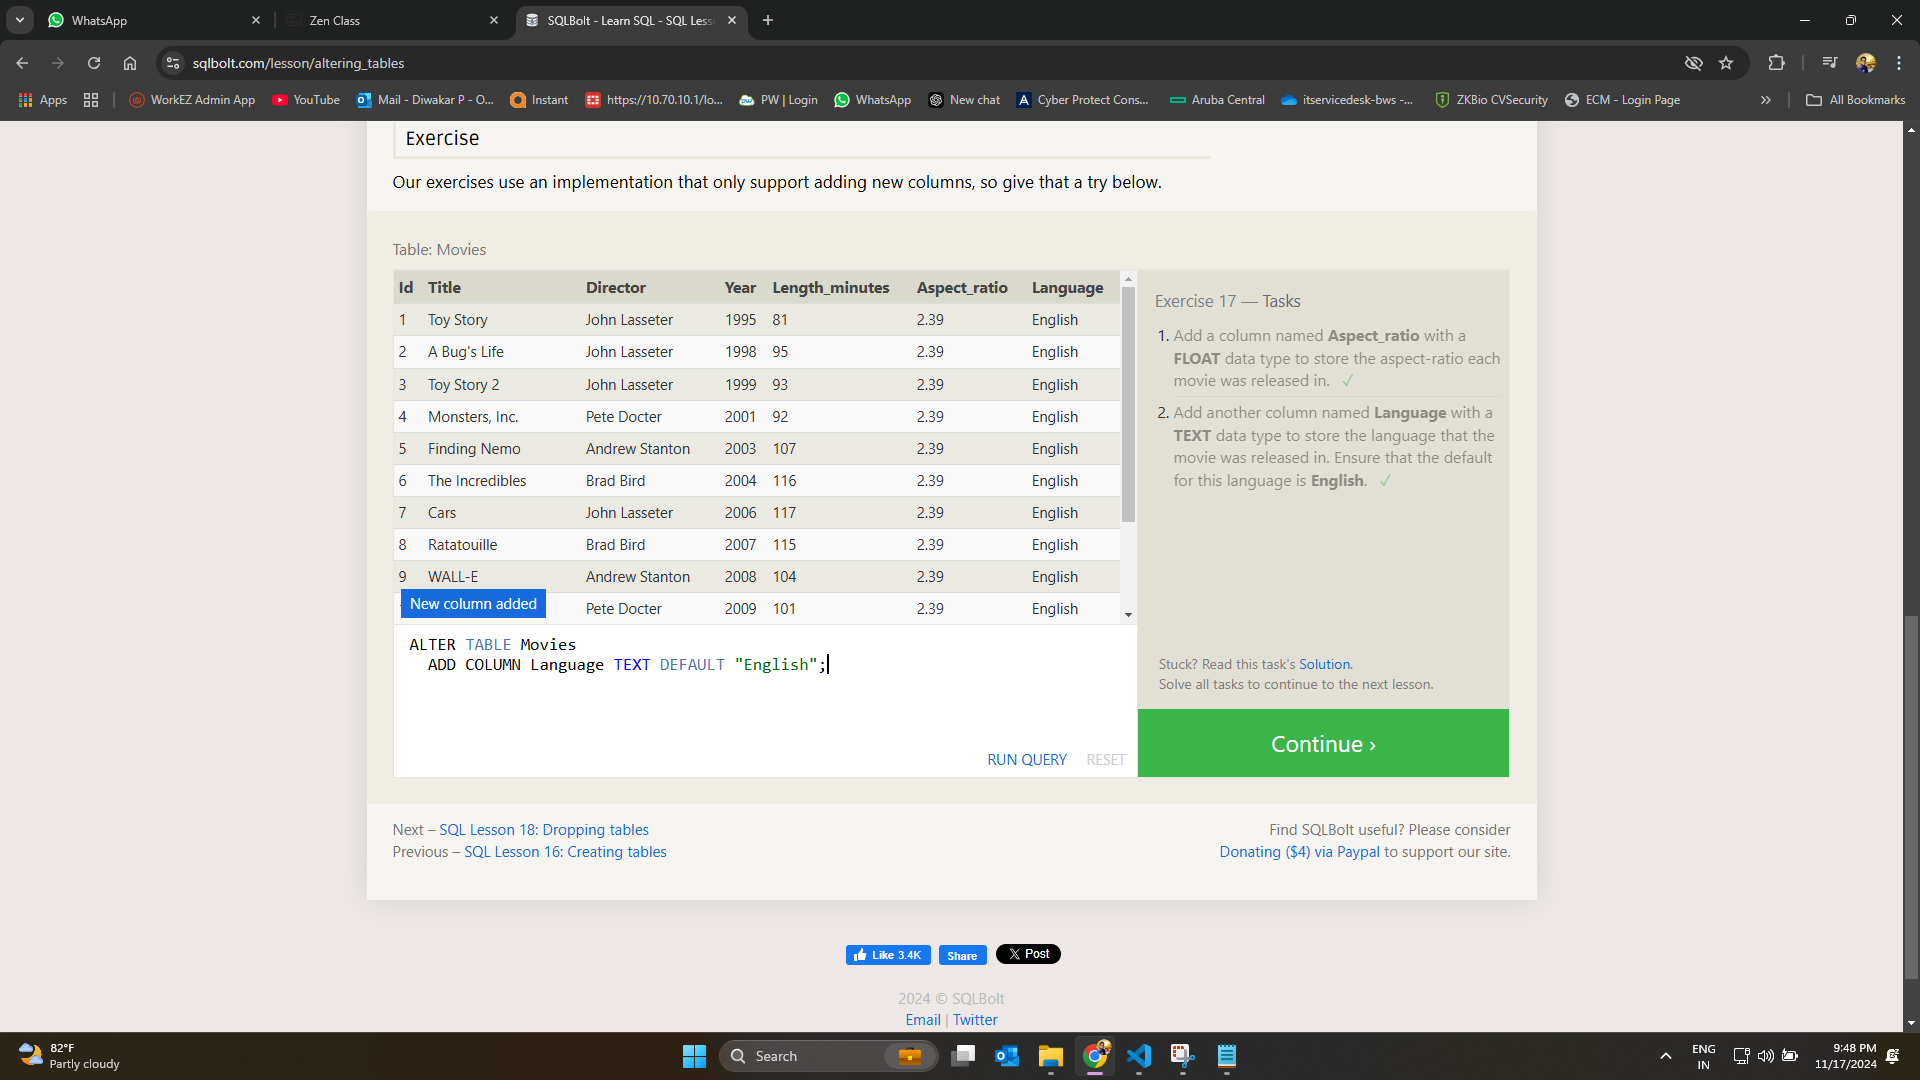 WhatsApp
Zen Class
SQLBolt - Learn SQL - SQL Less
sqlbolt.com/lesson/altering_tables
Apps
WorkEZ Admin App
YouTube
Mail - Diwakar P - O...
Instant
https://10.70.10.1/lo...
PW | Login
WhatsApp
New chat
Cyber Protect Cons...
Aruba Central
itservicedesk-bws -...
ZKBio CVSecurity
ECM - Login Page
»
All Bookmarks
Exercise
Our exercises use an implementation that only support adding new columns, so give that a try below.
Table: Movies
Id Title Director Year Length_minutes Aspect_ratio Language
1 Toy Story John Lasseter 1995 81 2.39 English
2 A Bug's Life John Lasseter 1998 95 2.39 English
3 Toy Story 2 John Lasseter 1999 93 2.39 English
4 Monsters, Inc. Pete Docter 2001 92 2.39 English
5 Finding Nemo Andrew Stanton 2003 107 2.39 English
6 The Incredibles Brad Bird 2004 116 2.39 English
7 Cars John Lasseter 2006 117 2.39 English
8 Ratatouille Brad Bird 2007 115 2.39 English
9 WALL-E Andrew Stanton 2008 104 2.39 English
Pete Docter 2009 101 2.39 English
New column added
ALTER TABLE Movies
ADD COLUMN Language TEXT DEFAULT "English";
RUN QUERY RESET
Exercise 17 — Tasks
1. Add a column named Aspect_ratio with a
FLOAT data type to store the aspect-ratio each
movie was released in. ✓
2. Add another column named Language with a
TEXT data type to store the language that the
movie was released in. Ensure that the default
for this language is English. ✓
Stuck? Read this task's Solution.
Solve all tasks to continue to the next lesson.
Continue ›
Next – SQL Lesson 18: Dropping tables
Previous – SQL Lesson 16: Creating tables
Find SQLBolt useful? Please consider
Donating ($4) via Paypal to support our site.
Like 3.4K
Share
Post
2024 © SQLBolt
Email | Twitter
82°F
Partly cloudy
Search
ENG
IN
9:48 PM
11/17/2024